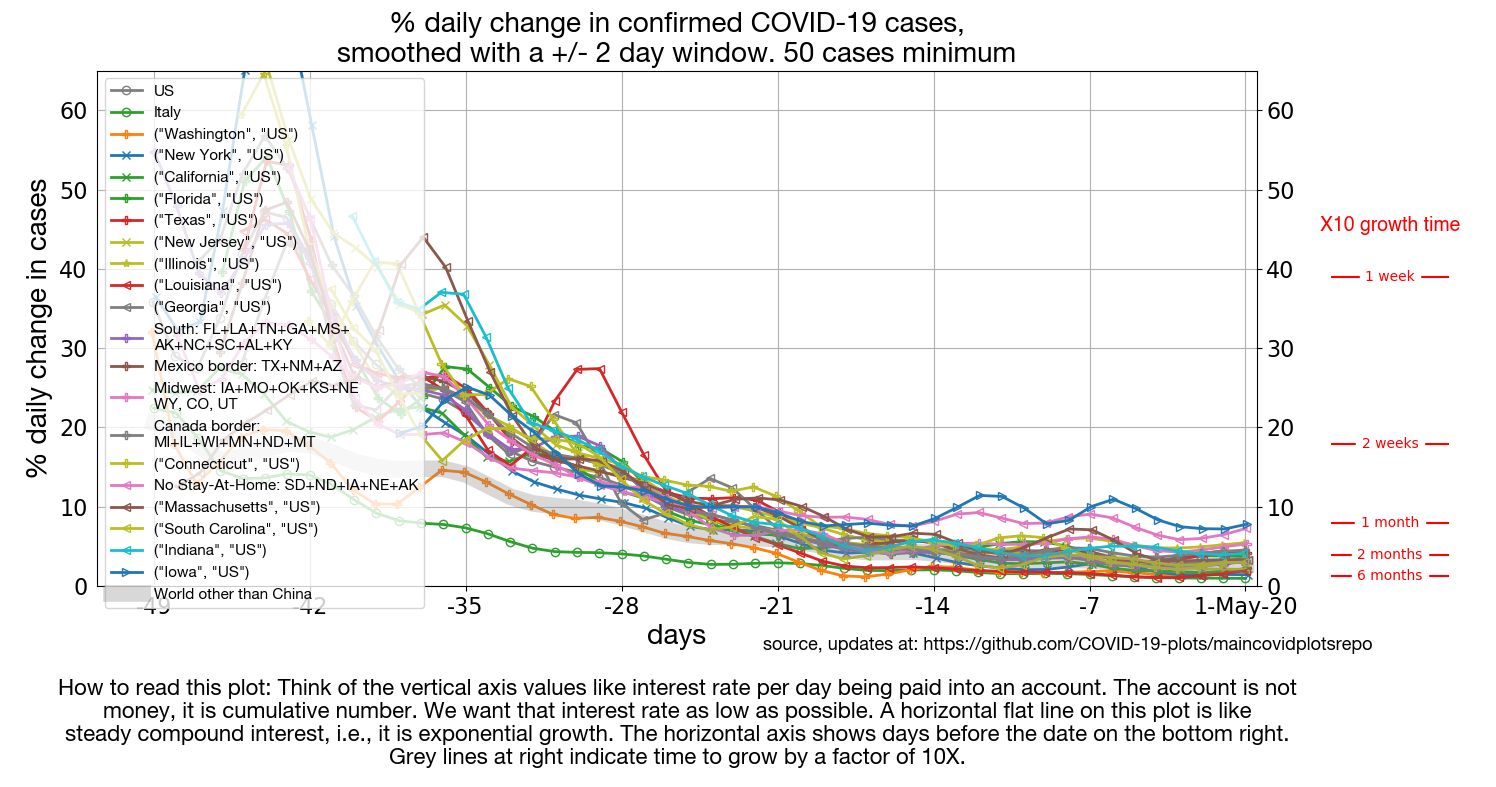 % daily change in confirmed COVID-19 cases,
smoothed with a +/- 2 day window. 50 cases minimum
% daily change in cases
60
50
40
30
20
10
0
US
Italy
("Washington", "US")
("New York", "US")
("California", "US")
("Florida", "US")
("Texas", "US")
("New Jersey", "US")
("Illinois", "US")
("Louisiana", "US")
("Georgia", "US")
South: FL+LA+TN+GA+MS+
AK+NC+SC+AL+KY
Mexico border: TX+NM+AZ
Midwest: IA+MO+OK+KS+NE
WY, CO, UT
Canada border:
MI+IL+WI+MN+ND+MT
("Connecticut", "US")
No Stay-At-Home: SD+ND+IA+NE+AK
("Massachusetts", "US")
("South Carolina", "US")
("Indiana", "US")
("Iowa", "US")
World other than China
60
50
40
30
20
10
0
X10 growth time
1 week
2 weeks
1 month
2 months
6 months
-49 -42 -35 -28 -21 -14 -7 1-May-20
days
source, updates at: https://github.com/COVID-19-plots/maincovidplotsrepo
How to read this plot: Think of the vertical axis values like interest rate per day being paid into an account. The account is not
money, it is cumulative number. We want that interest rate as low as possible. A horizontal flat line on this plot is like
steady compound interest, i.e., it is exponential growth. The horizontal axis shows days before the date on the bottom right.
Grey lines at right indicate time to grow by a factor of 10X.